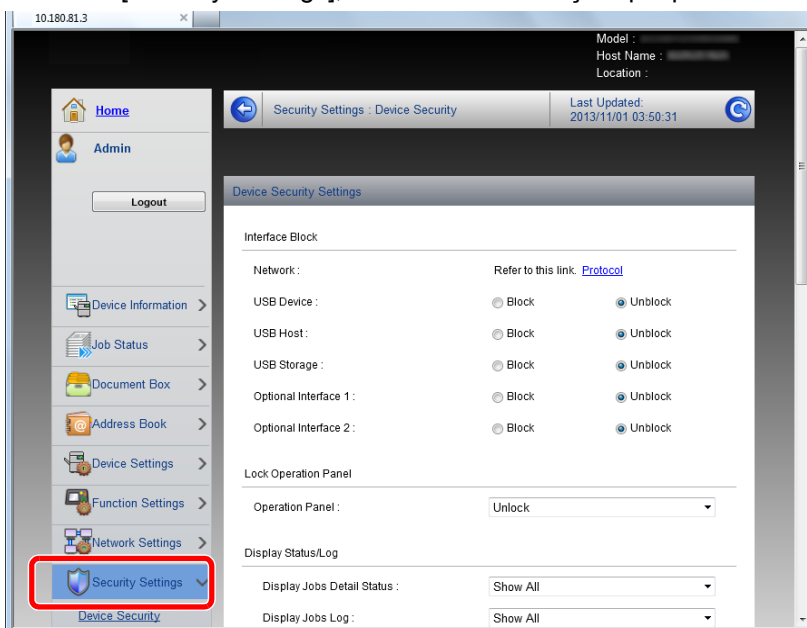 10.180.81.3
Model :
Host Name :
Location :
Home
Admin
Logout
Security Settings : Device Security
Last Updated:
2013/11/01 03:50:31
Device Security Settings
Interface Block
Network : Refer to this link. Protocol
USB Device : Block Unblock
USB Host : Block Unblock
USB Storage : Block Unblock
Optional Interface 1 : Block Unblock
Optional Interface 2 : Block Unblock
Lock Operation Panel
Operation Panel : Unlock
Display Status/Log
Display Jobs Detail Status : Show All
Display Jobs Log : Show All
Device Information
Job Status
Document Box
Address Book
Device Settings
Function Settings
Network Settings
Security Settings
Device Security